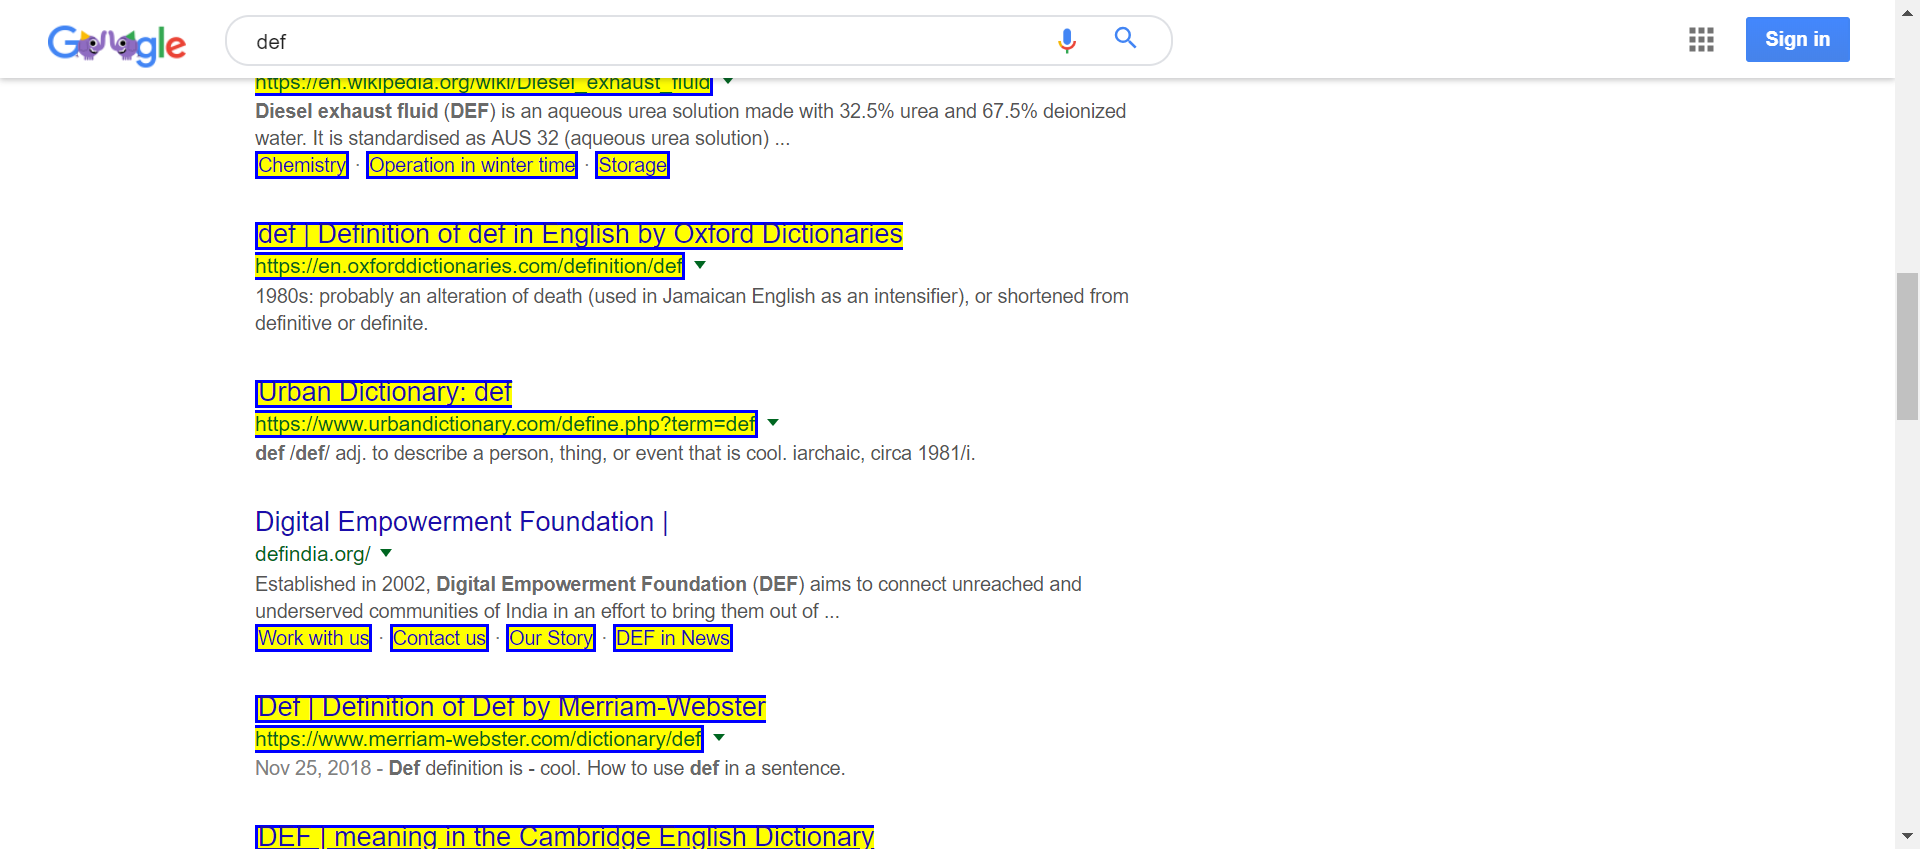 Google
def
Sign in
https://en.wikipedia.org/wiki/Diesel_exhaust_fluid
Diesel exhaust fluid (DEF) is an aqueous urea solution made with 32.5% urea and 67.5% deionized
water. It is standardised as AUS 32 (aqueous urea solution) ...
Chemistry · Operation in winter time · Storage
def | Definition of def in English by Oxford Dictionaries
https://en.oxforddictionaries.com/definition/def
1980s: probably an alteration of death (used in Jamaican English as an intensifier), or shortened from
definitive or definite.
Urban Dictionary: def
https://www.urbandictionary.com/define.php?term=def
def /def/ adj. to describe a person, thing, or event that is cool. iarchaic, circa 1981/i.
Digital Empowerment Foundation |
defindia.org/
Established in 2002, Digital Empowerment Foundation (DEF) aims to connect unreached and
underserved communities of India in an effort to bring them out of ...
Work with us · Contact us · Our Story · DEF in News
Def | Definition of Def by Merriam-Webster
https://www.merriam-webster.com/dictionary/def
Nov 25, 2018 - Def definition is - cool. How to use def in a sentence.
DEF | meaning in the Cambridge English Dictionary